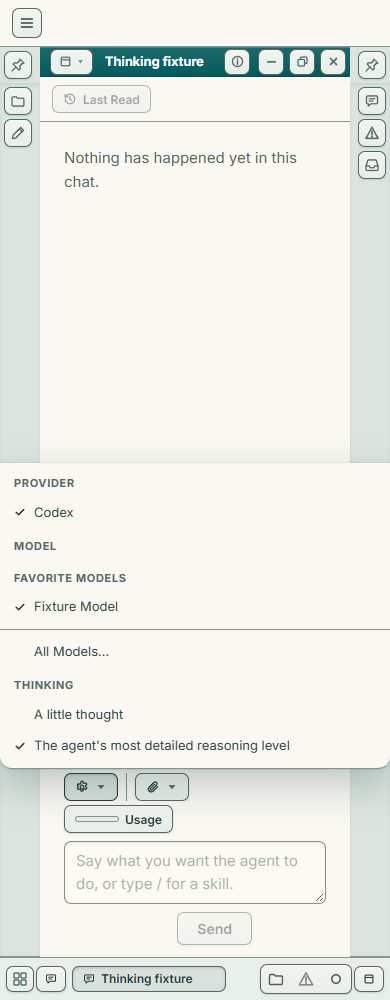 Thinking fixture
Last Read
Nothing has happened yet in this
chat.
PROVIDER
Codex
MODEL
FAVORITE MODELS
Fixture Model
All Models...
THINKING
A little thought
The agent's most detailed reasoning level
Usage
Say what you want the agent to
do, or type / for a skill.
Send
Thinking fixture